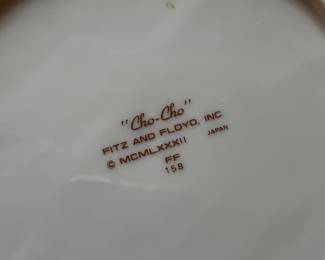 "Cho-Cho"
FITZ AND FLOYD, INC
© MCMLXXXII JAPAN
FF
158